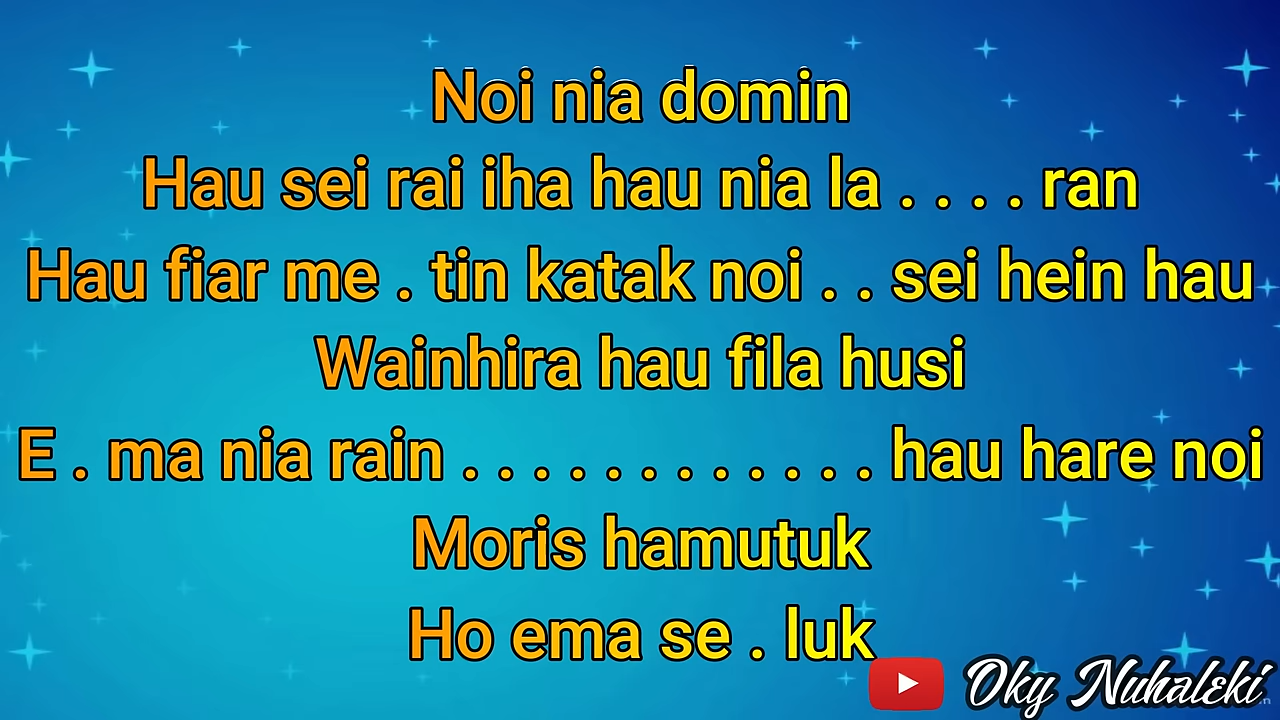 Noi nia domin
Hau sei rai iha hau nia la . . . . ran
Hau fiar me . tin katak noi . . sei hein hau
Wainhira hau fila husi
E . ma nia rain . . . . . . . . . . . . hau hare noi
Moris hamutuk
Ho ema se . luk
Oky Nuhaleki